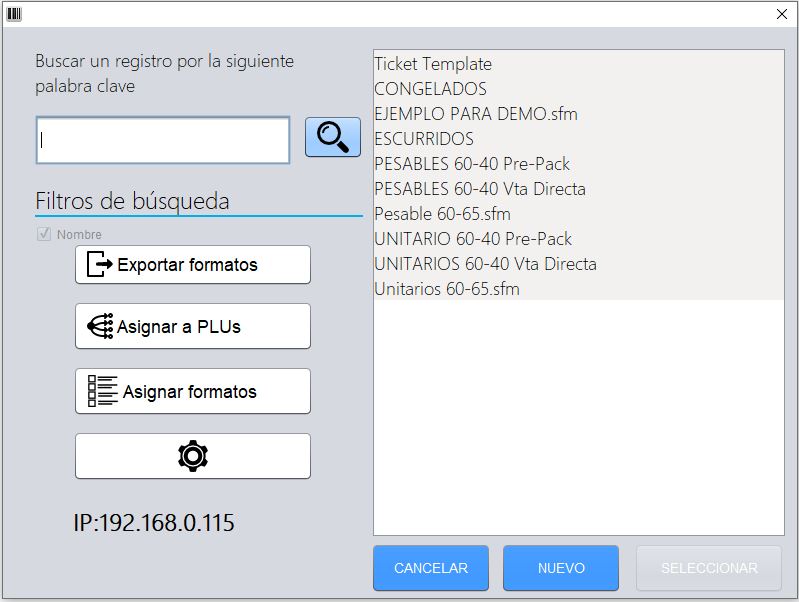 Buscar un registro por la siguiente
palabra clave
Filtros de búsqueda
Nombre
Exportar formatos
Asignar a PLUs
Asignar formatos
IP:192.168.0.115
Ticket Template
CONGELADOS
EJEMPLO PARA DEMO.sfm
ESCURRIDOS
PESABLES 60-40 Pre-Pack
PESABLES 60-40 Vta Directa
Pesable 60-65.sfm
UNITARIO 60-40 Pre-Pack
UNITARIOS 60-40 Vta Directa
Unitarios 60-65.sfm
CANCELAR
NUEVO
SELECCIONAR